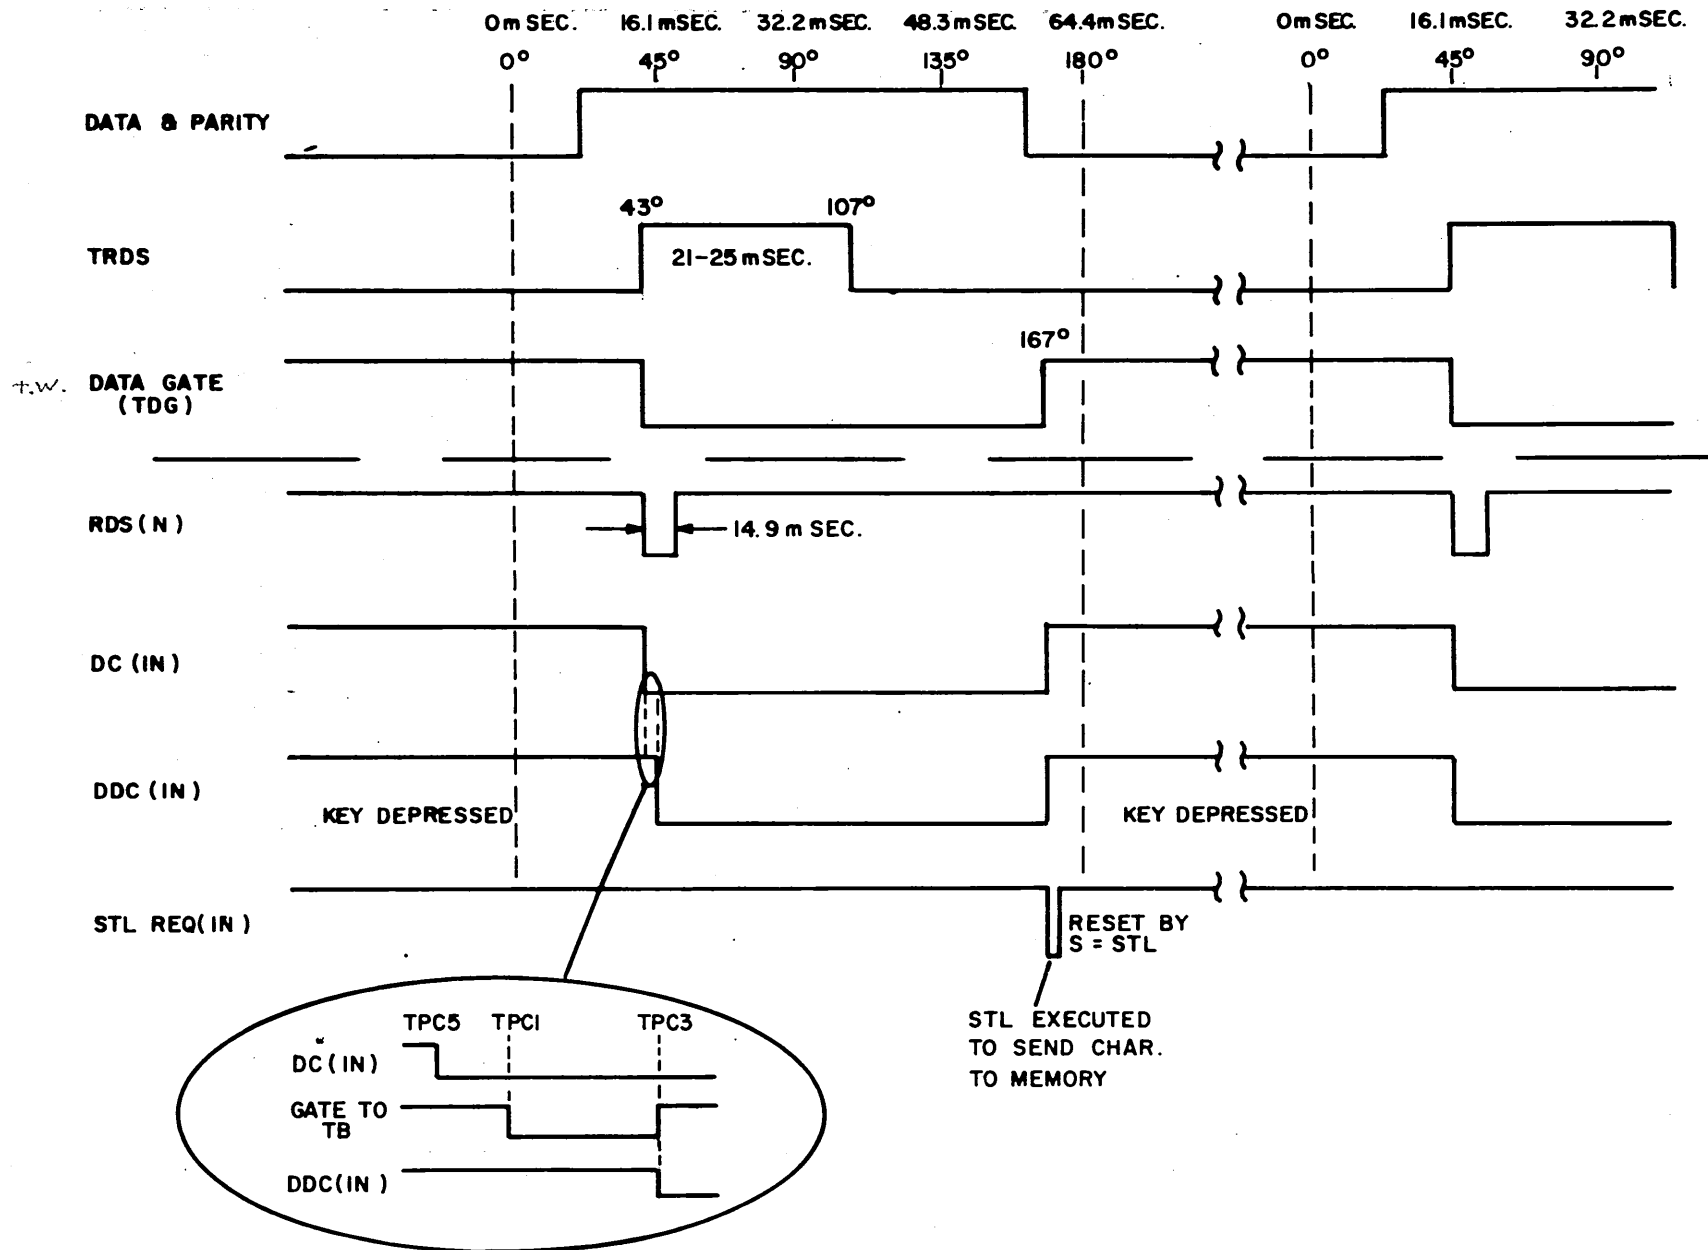 0 m SEC. 16.1 mSEC. 32.2 mSEC. 48.3 mSEC. 64.4 mSEC. 0 mSEC. 16.1 mSEC. 32.2 mSEC.
0° 45° 90° 135° 180° 0° 45° 90°
DATA & PARITY
43° 107°
TRDS
21-25 mSEC.
167°
t.w. DATA GATE
(TDG)
RDS (N)
14.9 m SEC.
DC (IN)
DDC (IN)
KEY DEPRESSED KEY DEPRESSED
STL REQ(IN)
RESET BY
S = STL
STL EXECUTED
TO SEND CHAR.
TO MEMORY
TPC5 TPC1 TPC3
DC (IN)
GATE TO
TB
DDC(IN)